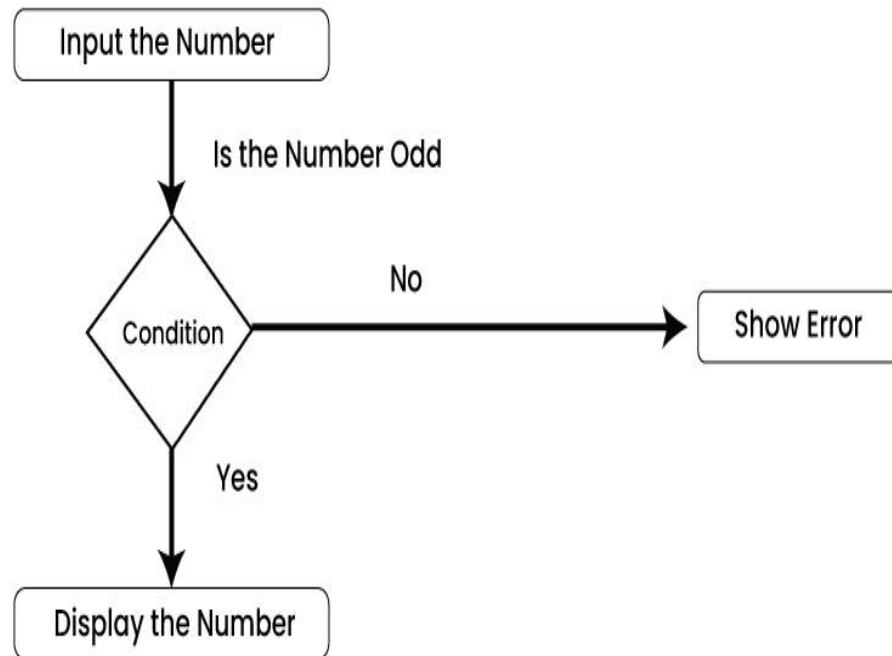 Input the Number
Is the Number Odd
No
Condition
Show Error
Yes
Display the Number